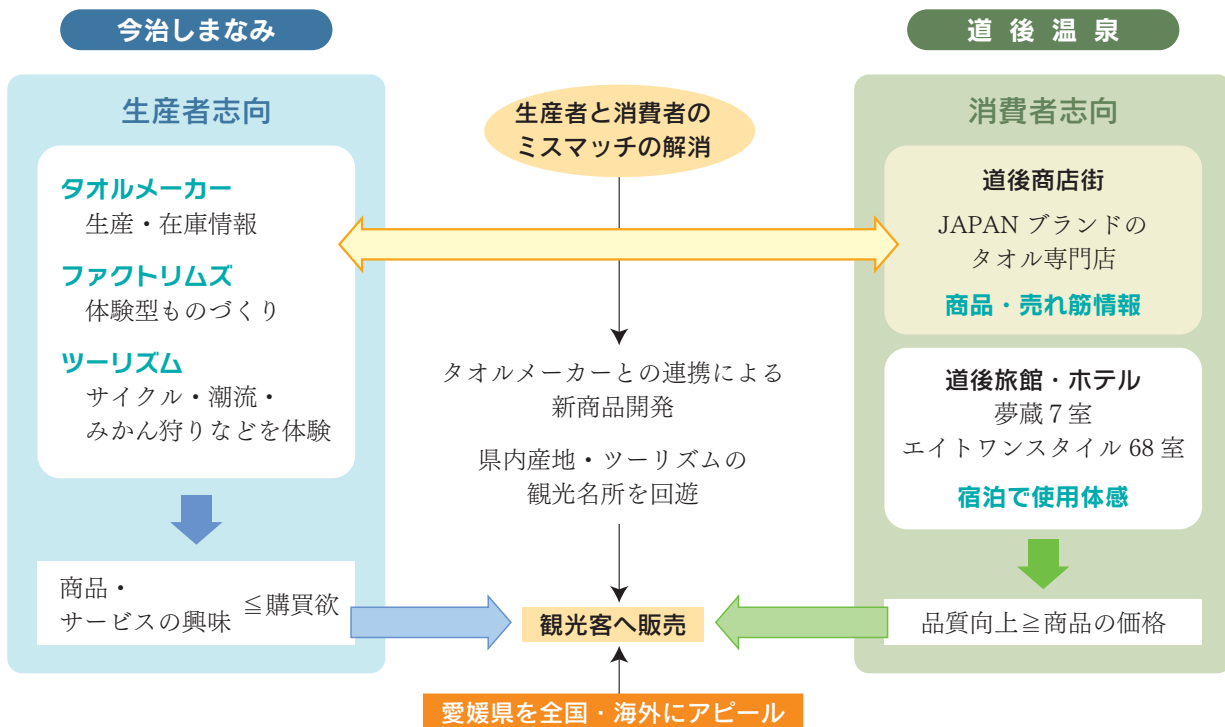 今治しまなみ
生産者志向
タオルメーカー
生産・在庫情報
ファクトリムズ
体験型ものづくり
ツーリズム
サイクル・潮流・
みかん狩りなどを体験
商品・
サービスの興味
≦購買欲
生産者と消費者の
ミスマッチの解消
タオルメーカーとの連携による
新商品開発
県内産地・ツーリズムの
観光名所を回遊
観光客へ販売
愛媛県を全国・海外にアピール
道後温泉
消費者志向
道後商店街
JAPAN ブランドの
タオル専門店
商品・売れ筋情報
道後旅館・ホテル
夢蔵 7 室
エイトワンスタイル 68 室
宿泊で使用体感
品質向上≧商品の価格